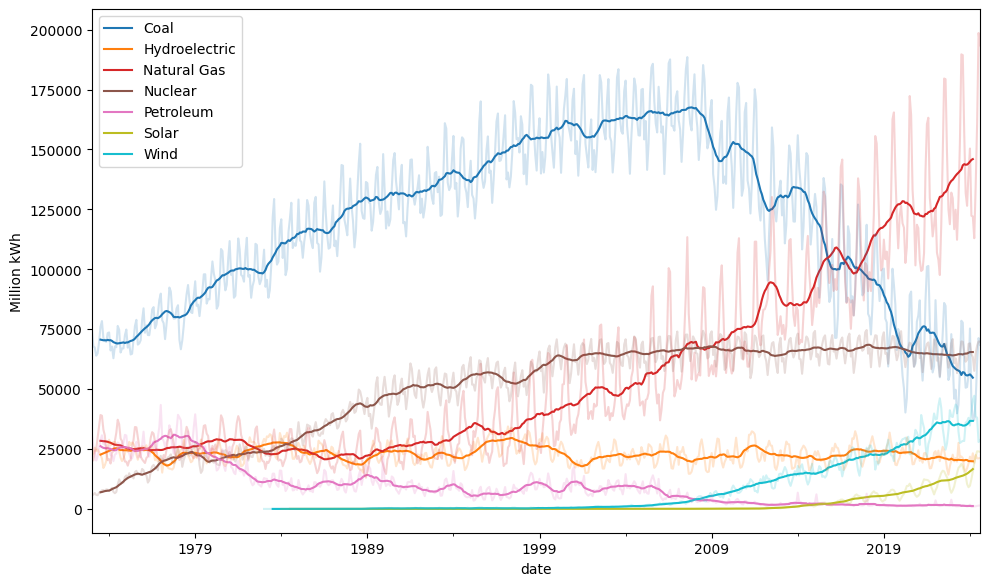 Coal
Hydroelectric
Natural Gas
Nuclear
Petroleum
Solar
Wind
Million kWh
200000
175000
150000
125000
100000
75000
50000
25000
0
1979
1989
1999
2009
2019
date